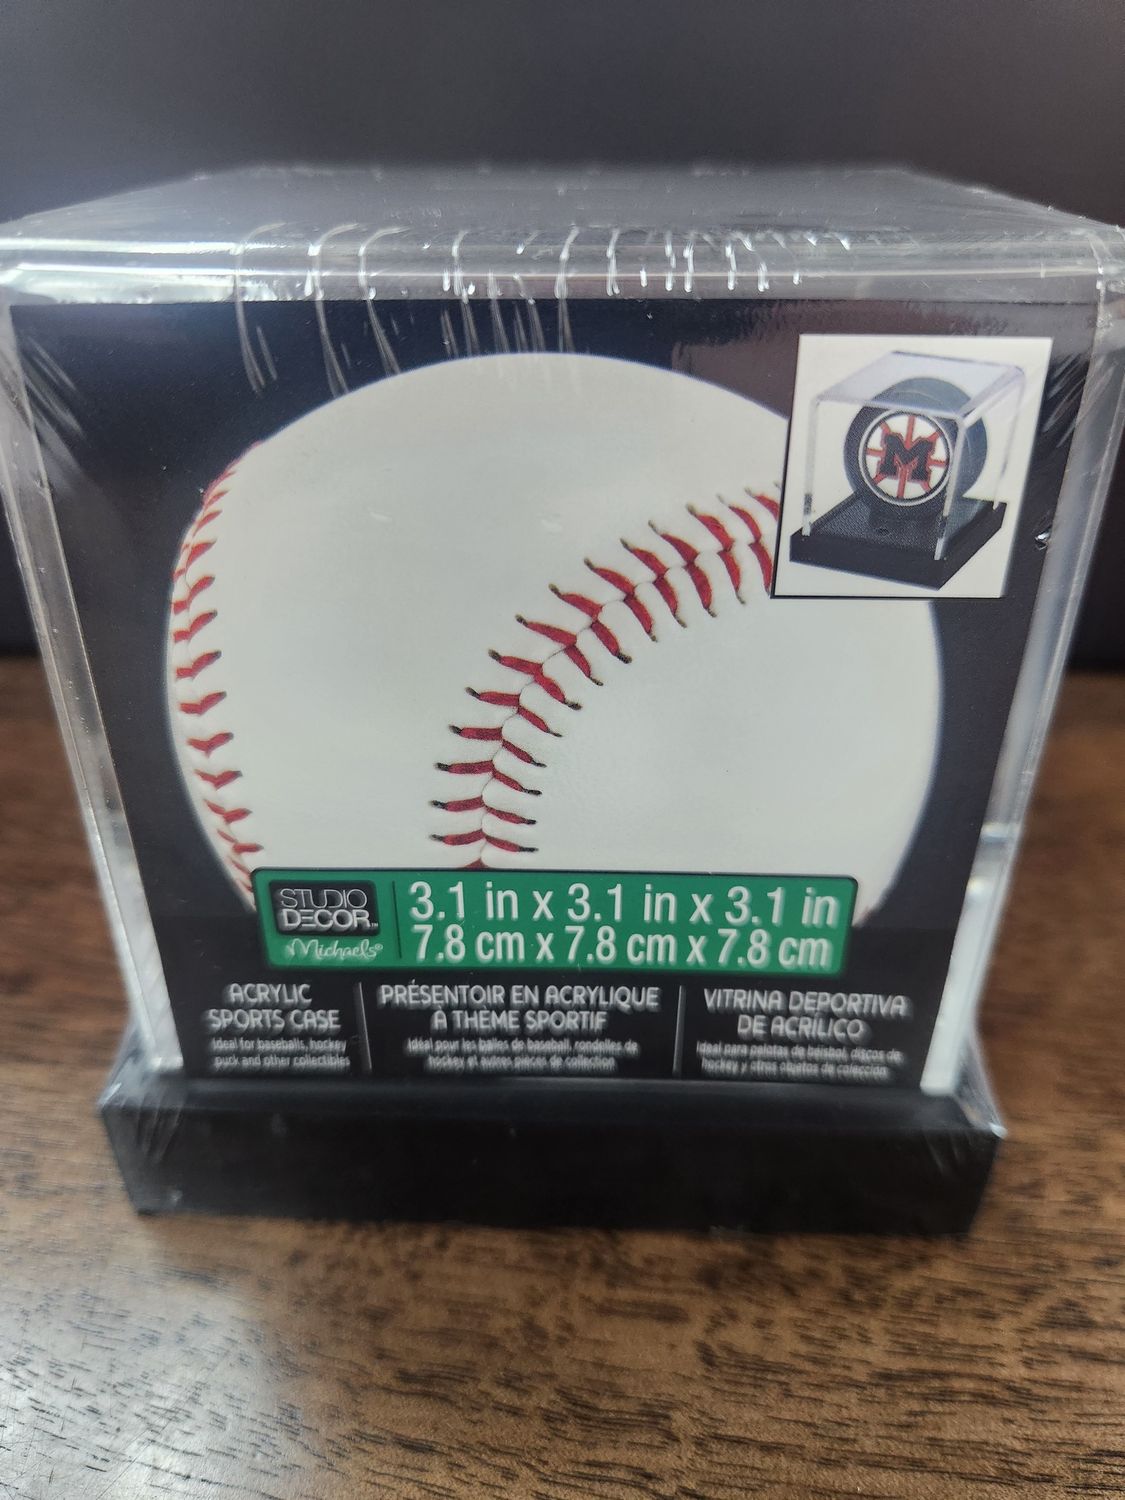 M
STUDIO
DECOR™
Michaels®
3.1 in x 3.1 in x 3.1 in
7.8 cm x 7.8 cm x 7.8 cm
ACRYLIC
SPORTS CASE
Ideal for baseballs, hockey
puck and other collectibles
PRÉSENTOIR EN ACRYLIQUE
À THÈME SPORTIF
Idéal pour les balles de baseball, rondelles de
hockey et autres pièces de collection
VITRINA DEPORTIVA
DE ACRÍLICO
Ideal para pelotas de béisbol, discos de
hockey y otros objetos de colección